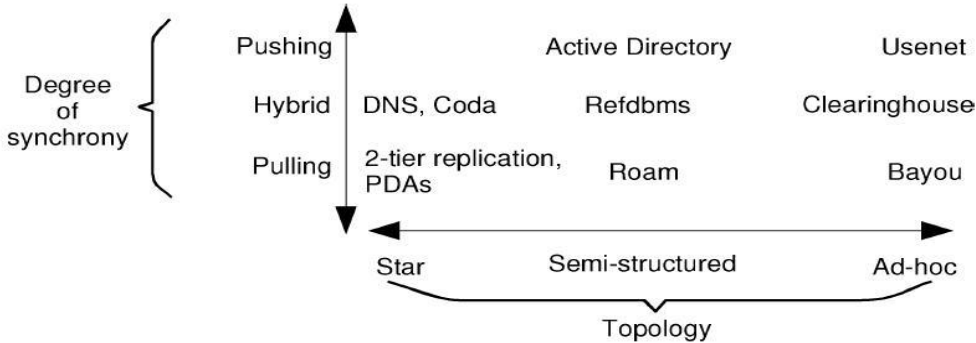 Pushing Active Directory Usenet
Degree
of
synchrony
Hybrid DNS, Coda Refdbms Clearinghouse
Pulling 2-tier replication,
PDAs Roam Bayou
Star Semi-structured Ad-hoc
Topology